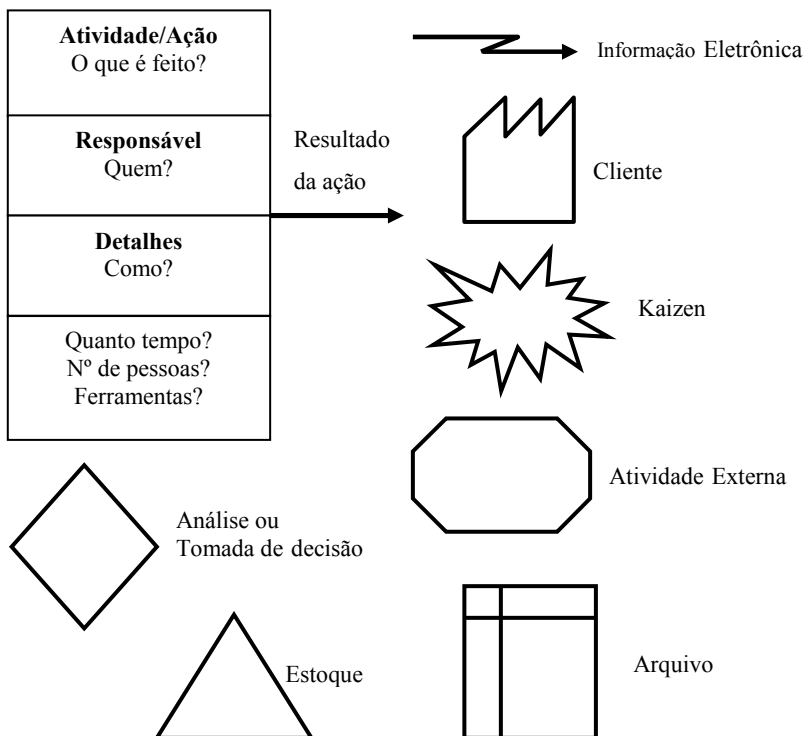 Atividade/Ação
O que é feito?
Responsável
Quem?
Detalhes
Como?
Quanto tempo?
Nº de pessoas?
Ferramentas?
Resultado
da ação
Informação Eletrônica
Cliente
Kaizen
Atividade Externa
Análise ou
Tomada de decisão
Estoque
Arquivo